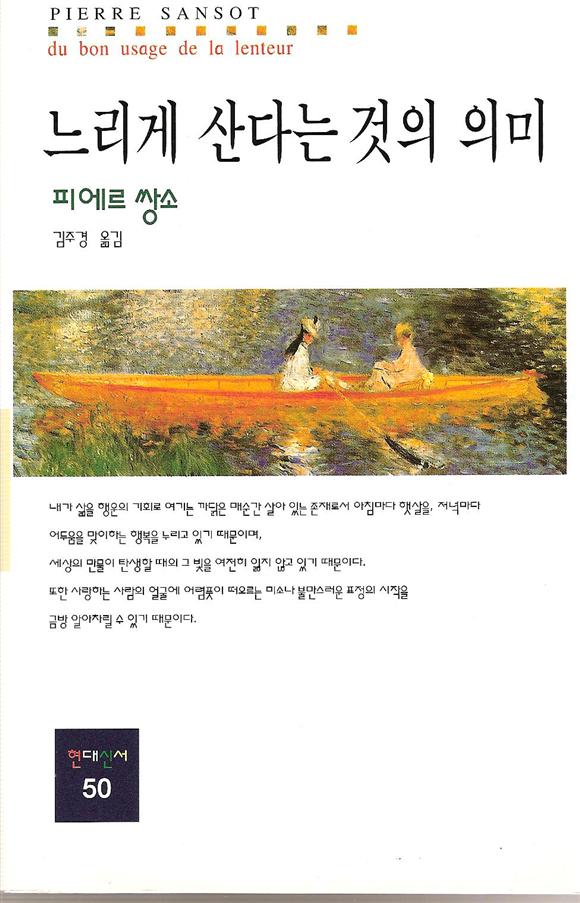 PIERRE SANSOT
du bon usage de la lenteur
느리게 산다는 것의 의미
피에르 쌍소
김주경 옮김
내가 삶을 행운의 기회로 여기는 까닭은 매순간 살아 있는 존재로서 아침마다 햇살을, 저녁마다
어두움을 맞이하는 행복을 누리고 있기 때문이며,
세상의 만물이 탄생할 때의 그 빛을 여전히 잃지 않고 있기 때문이다.
또한 사랑하는 사람의 얼굴에 어렴풋이 떠오르는 미소나 불만스러운 표정의 시작을
금방 알아차릴 수 있기 때문이다.
현대신서
50